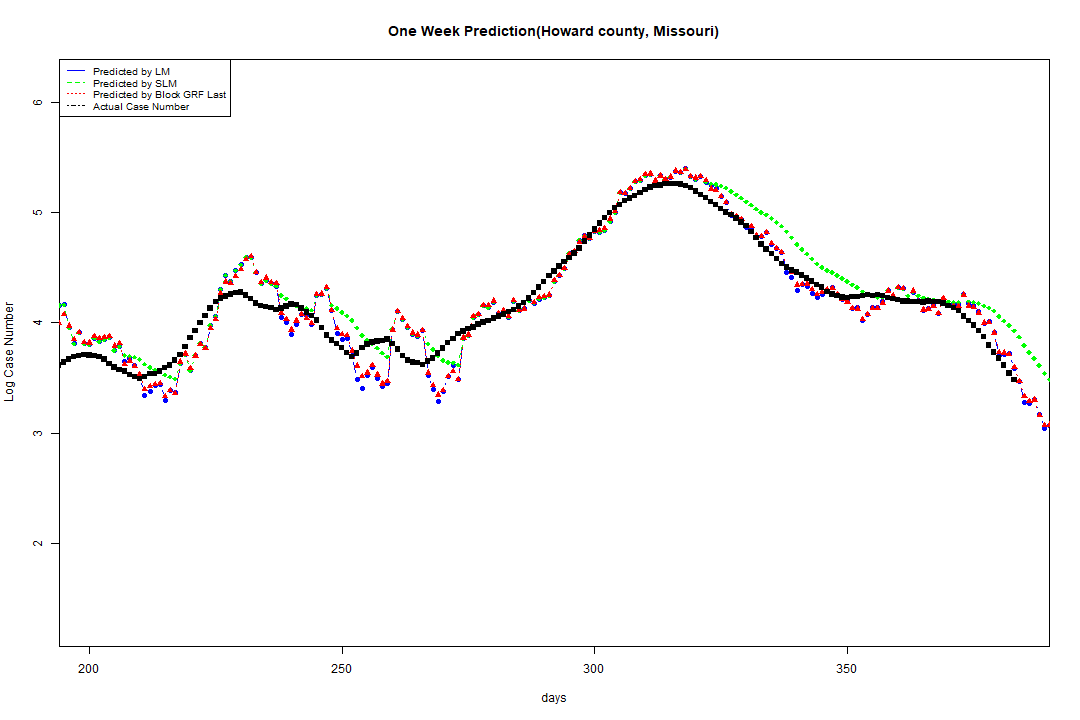 One Week Prediction(Howard county, Missouri)
Predicted by LM
Predicted by SLM
Predicted by Block GRF Last
Actual Case Number
6
5
4
3
2
Log Case Number
200 250 300 350
days